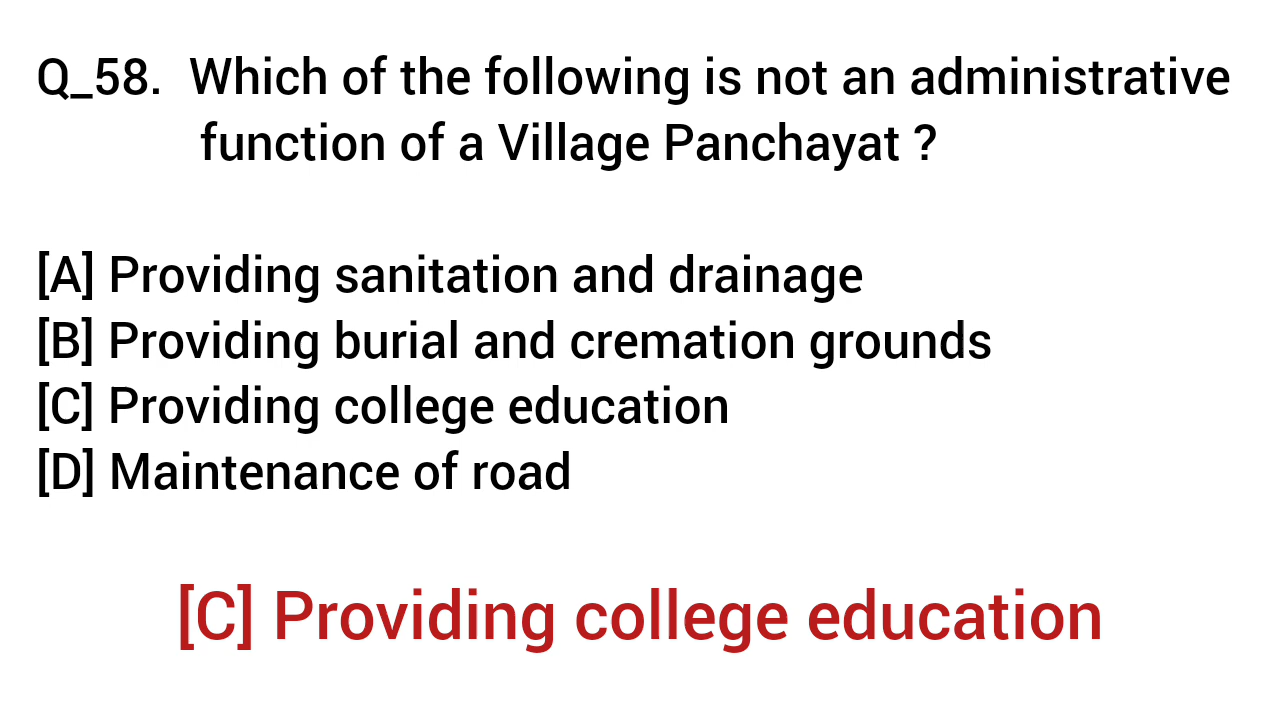 Q_58. Which of the following is not an administrative
function of a Village Panchayat ?
[A] Providing sanitation and drainage
[B] Providing burial and cremation grounds
[C] Providing college education
[D] Maintenance of road
[C] Providing college education